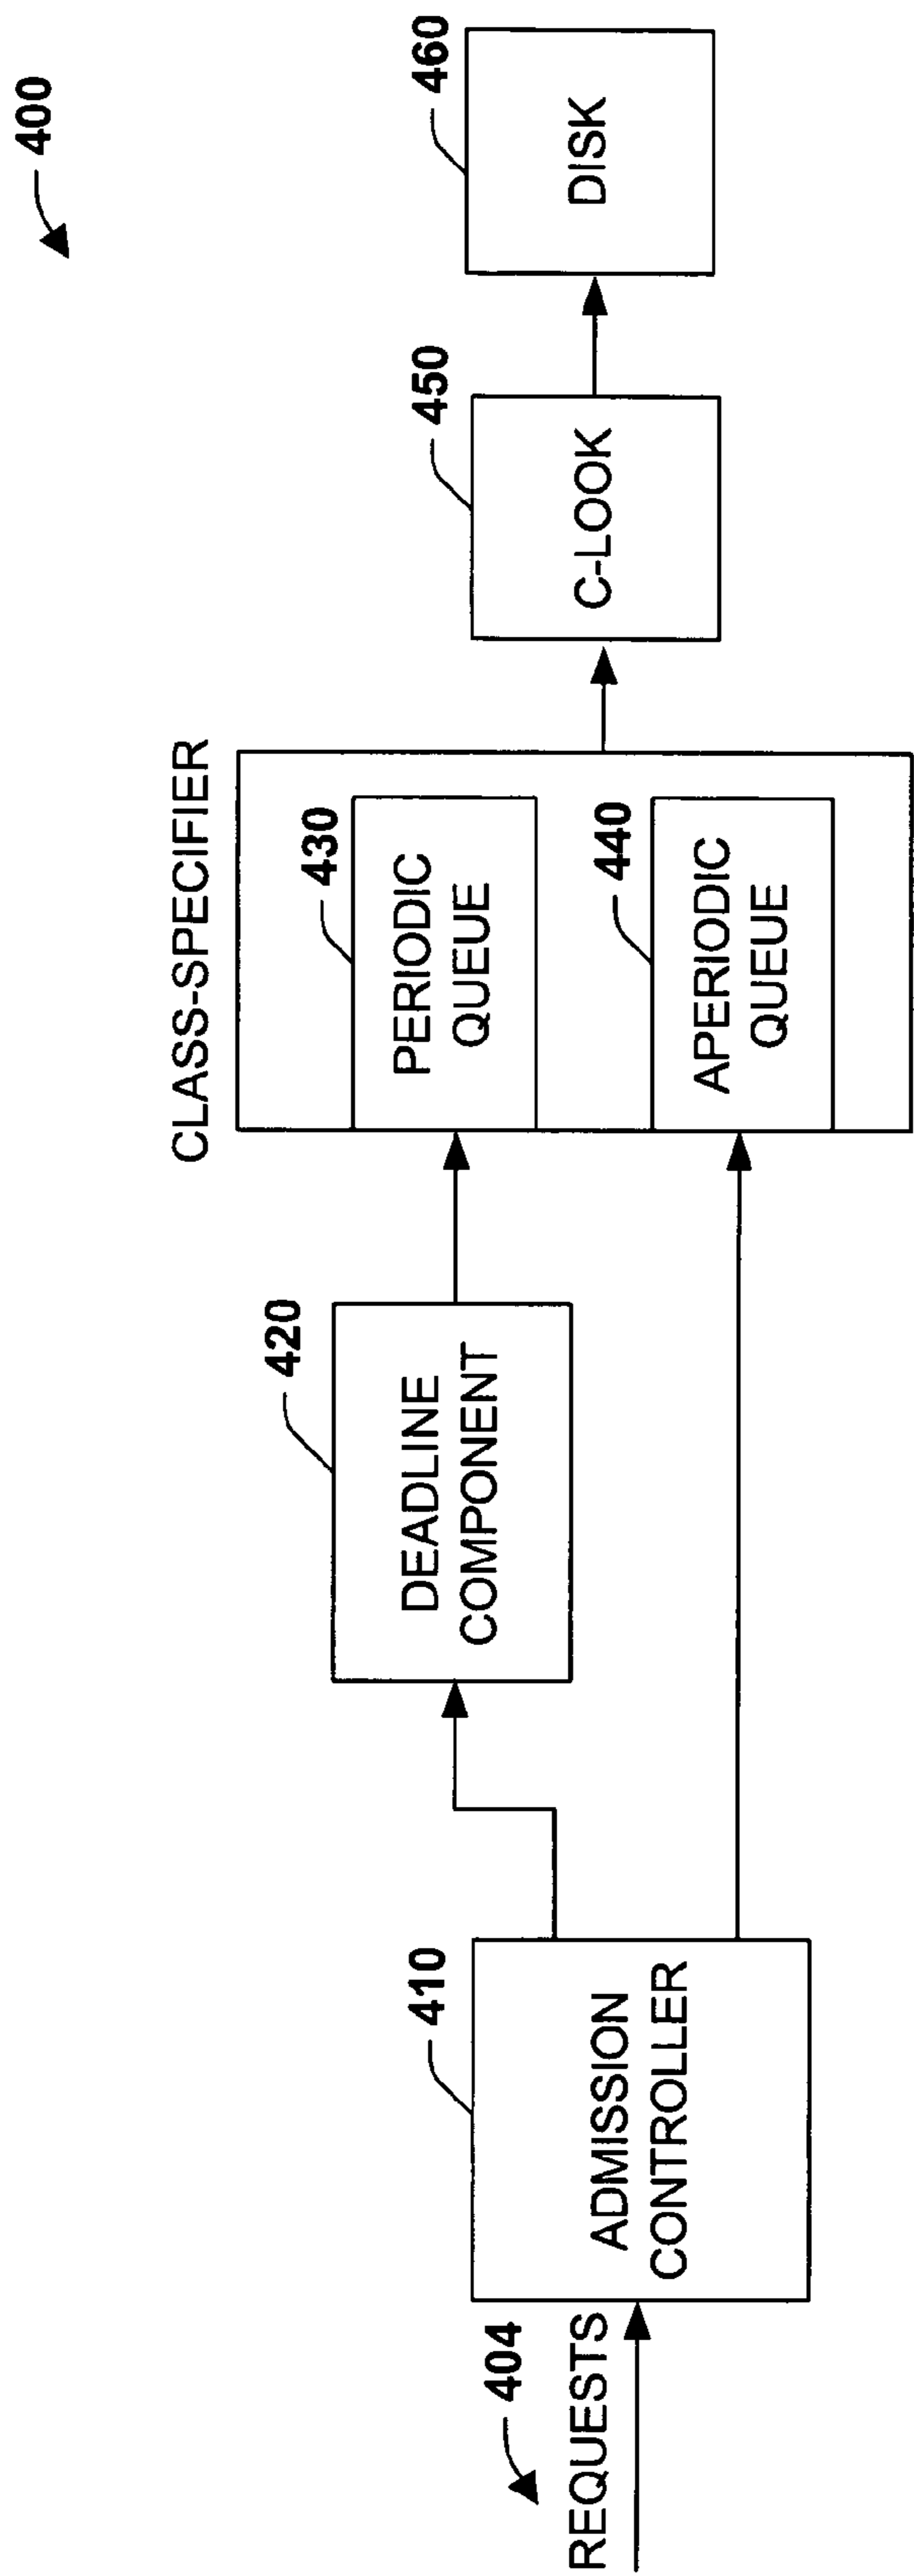 400
CLASS-SPECIFIER
420
DEADLINE
COMPONENT
430
PERIODIC
QUEUE
410
ADMISSION
CONTROLLER
404
REQUESTS
440
APERIODIC
QUEUE
450
C-LOOK
460
DISK